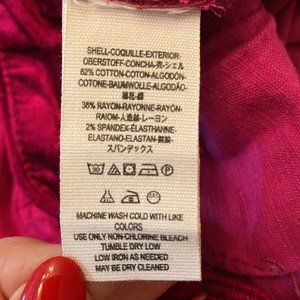 SHELL-COQUILLE-EXTERIOR-
OBERSTOFF-CONCHA-売-シェル
62% COTTON-COTON-ALGODÓN-
COTONE-BAUMWOLLE-ALGODÃO-
棉花-綿
36% RAYON-RAYONNE-RAYÓN-
RAION-人造絲-レーヨン
2% SPANDEX-ÉLASTHANNE-
ELASTANO-ELASTAN-
スパンデックス
30
MACHINE WASH COLD WITH LIKE
COLORS
USE ONLY NON-CHLORINE BLEACH
TUMBLE DRY LOW
LOW IRON AS NEEDED
MAY BE DRY CLEANED